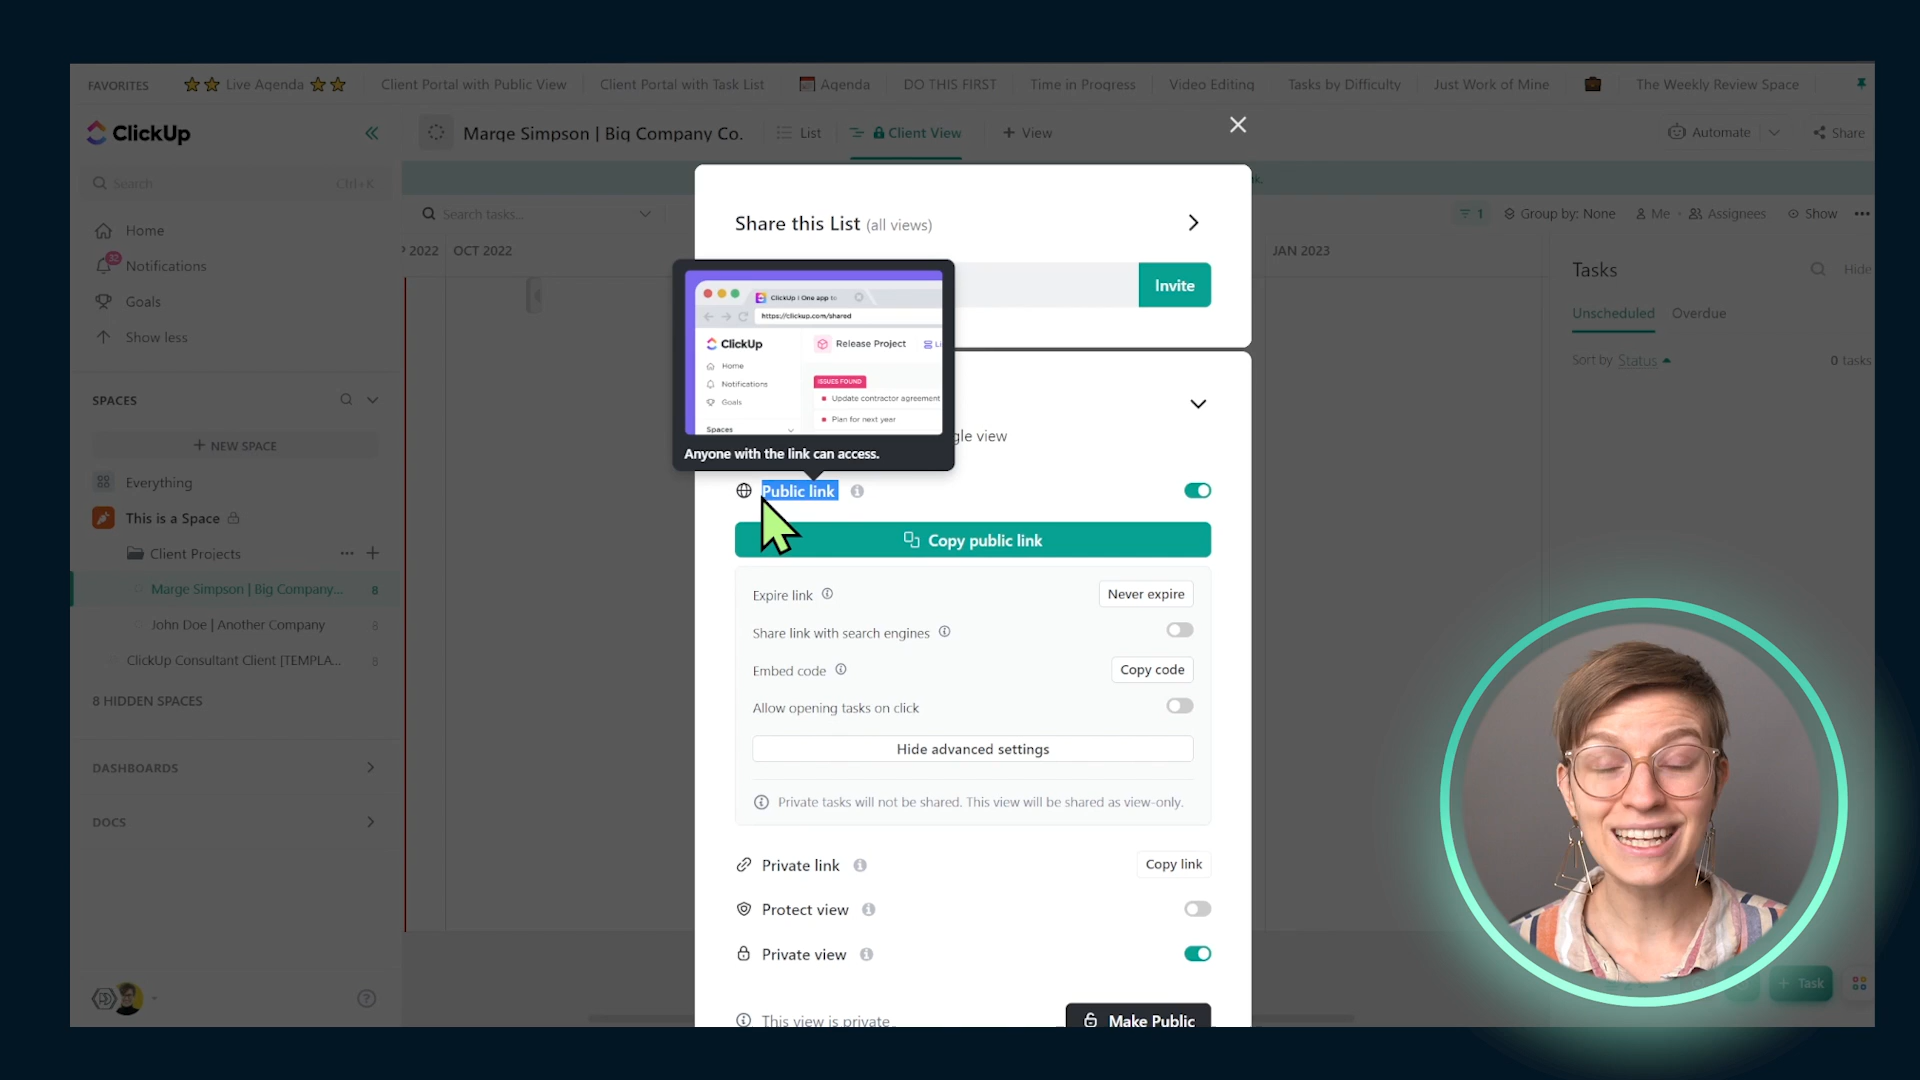 FAVORITES
Live Agenda
Client Portal with Public View
Client Portal with Task List
Agenda
DO THIS FIRST
Time in Progress
Video Editing
Tasks by Difficulty
Just Work of Mine
The Weekly Review Space
ClickUp
Marge Simpson | Big Company Co.
List
Client View
+ View
Automate
Share
Search
Ctrl+K
Search tasks...
1
Group by: None
Me
Assignees
Show
2022
OCT 2022
JAN 2023
Home
32
Notifications
Goals
Show less
SPACES
+ NEW SPACE
Everything
This is a Space
Client Projects
Marge Simpson | Big Company...
8
John Doe | Another Company
8
ClickUp Consultant Client [TEMPLA...
8
8 HIDDEN SPACES
DASHBOARDS
DOCS
Share this List (all views)
Invite
ClickUp | One app to
https://clickup.com/shared
ClickUp
Release Project
Li
Home
Notifications
Goals
Spaces
ISSUES FOUND
Update contractor agreement
Plan for next year
Anyone with the link can access.
gle view
Public link
Copy public link
Expire link
Never expire
Share link with search engines
Embed code
Copy code
Allow opening tasks on click
Hide advanced settings
Private tasks will not be shared. This view will be shared as view-only.
Private link
Copy link
Protect view
Private view
This view is private.
Make Public
Tasks
Hide
Unscheduled
Overdue
Sort by Status
0 tasks
+ Task